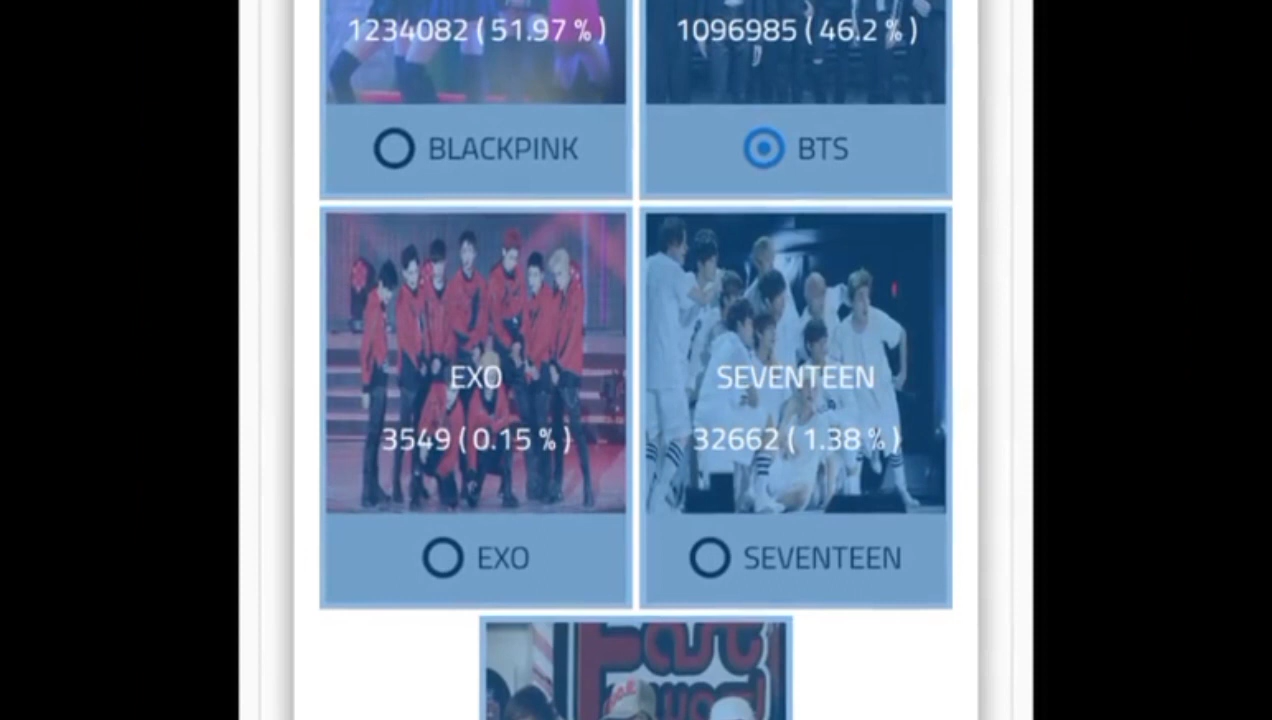 1234082 ( 51.97 % )
1096985 ( 46.2 % )
BLACKPINK
BTS
EXO
3549 ( 0.15 % )
SEVENTEEN
32662 ( 1.38 % )
EXO
SEVENTEEN